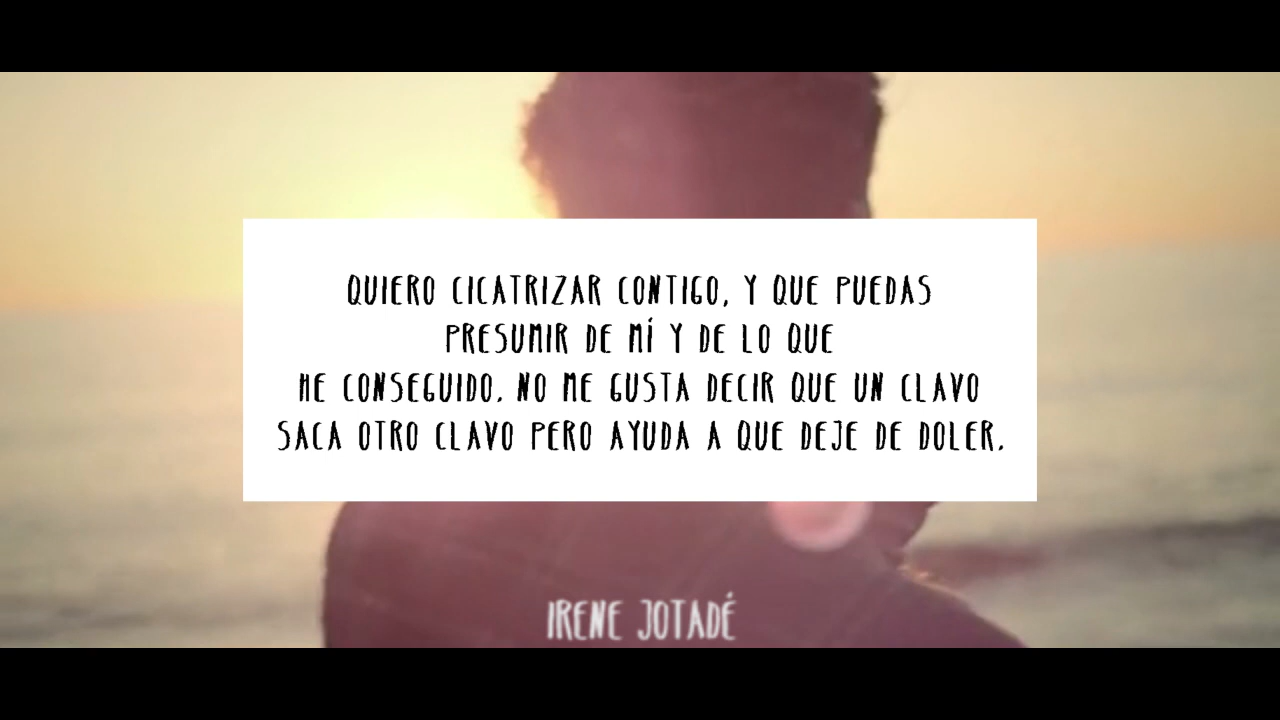 QUIERO CICATRIZAR CONTIGO, Y QUE PUEDAS
PRESUMIR DE MÍ Y DE LO QUE
HE CONSEGUIDO. NO ME GUSTA DECIR QUE UN CLAVO
SACA OTRO CLAVO PERO AYUDA A QUE DEJE DE DOLER.
IRENE JOTADÉ